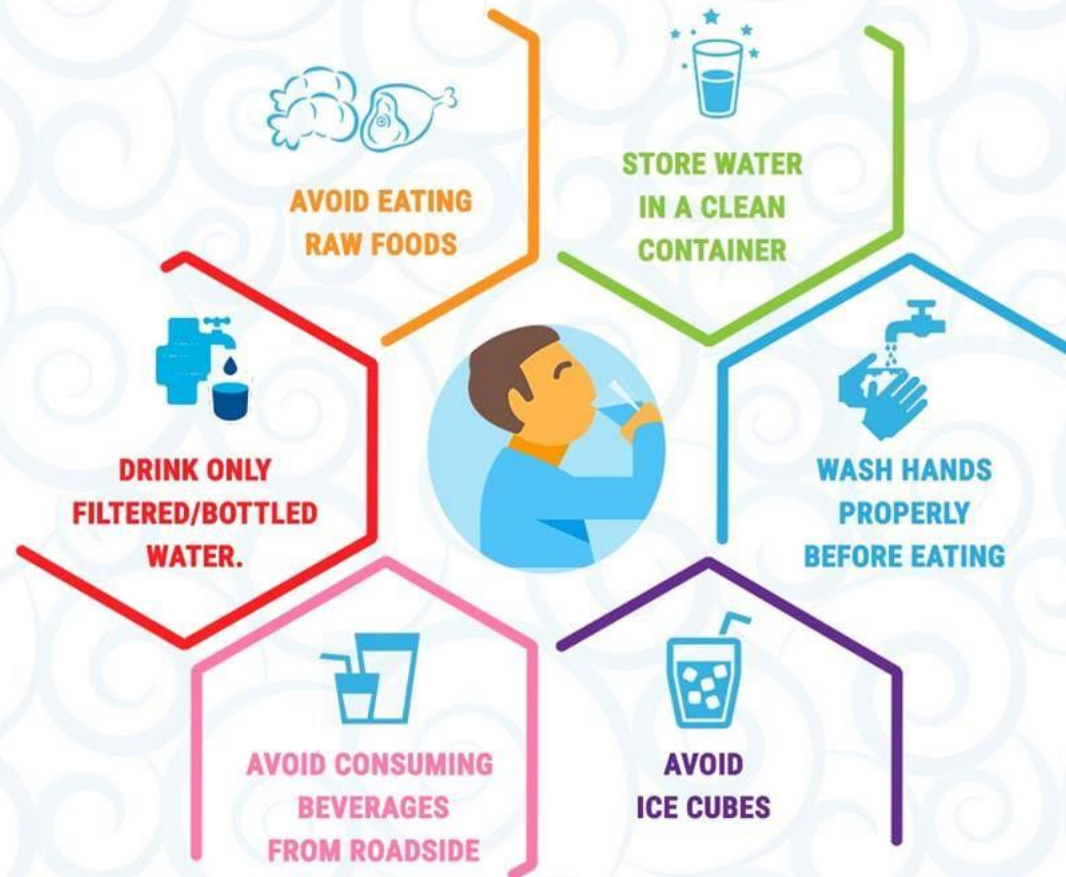 AVOID EATING
RAW FOODS
STORE WATER
IN A CLEAN
CONTAINER
DRINK ONLY
FILTERED/BOTTLED
WATER.
WASH HANDS
PROPERLY
BEFORE EATING
AVOID CONSUMING
BEVERAGES
FROM ROADSIDE
AVOID
ICE CUBES